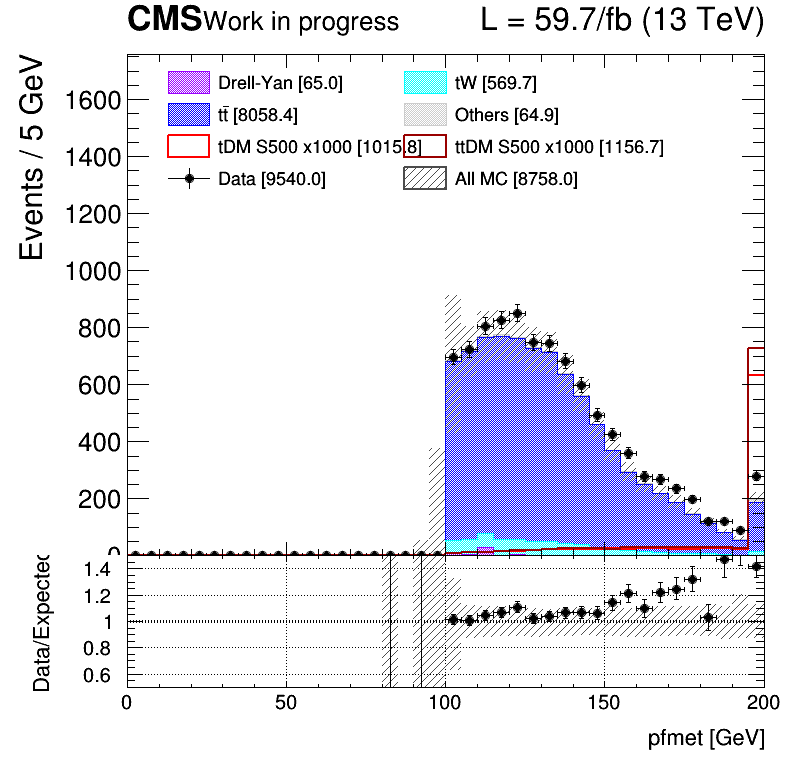 CMS Work in progress L = 59.7/fb (13 TeV)
Events / 5 GeV
1600
1400
1200
1000
800
600
400
200
0
Drell-Yan [65.0] tW [569.7]
tt̄ [8058.4] Others [64.9]
tDM S500 x1000 [1015.8] ttDM S500 x1000 [1156.7]
Data [9540.0] All MC [8758.0]
Data/Expected
1.4
1.2
1
0.8
0.6
0 50 100 150 200
pfmet [GeV]